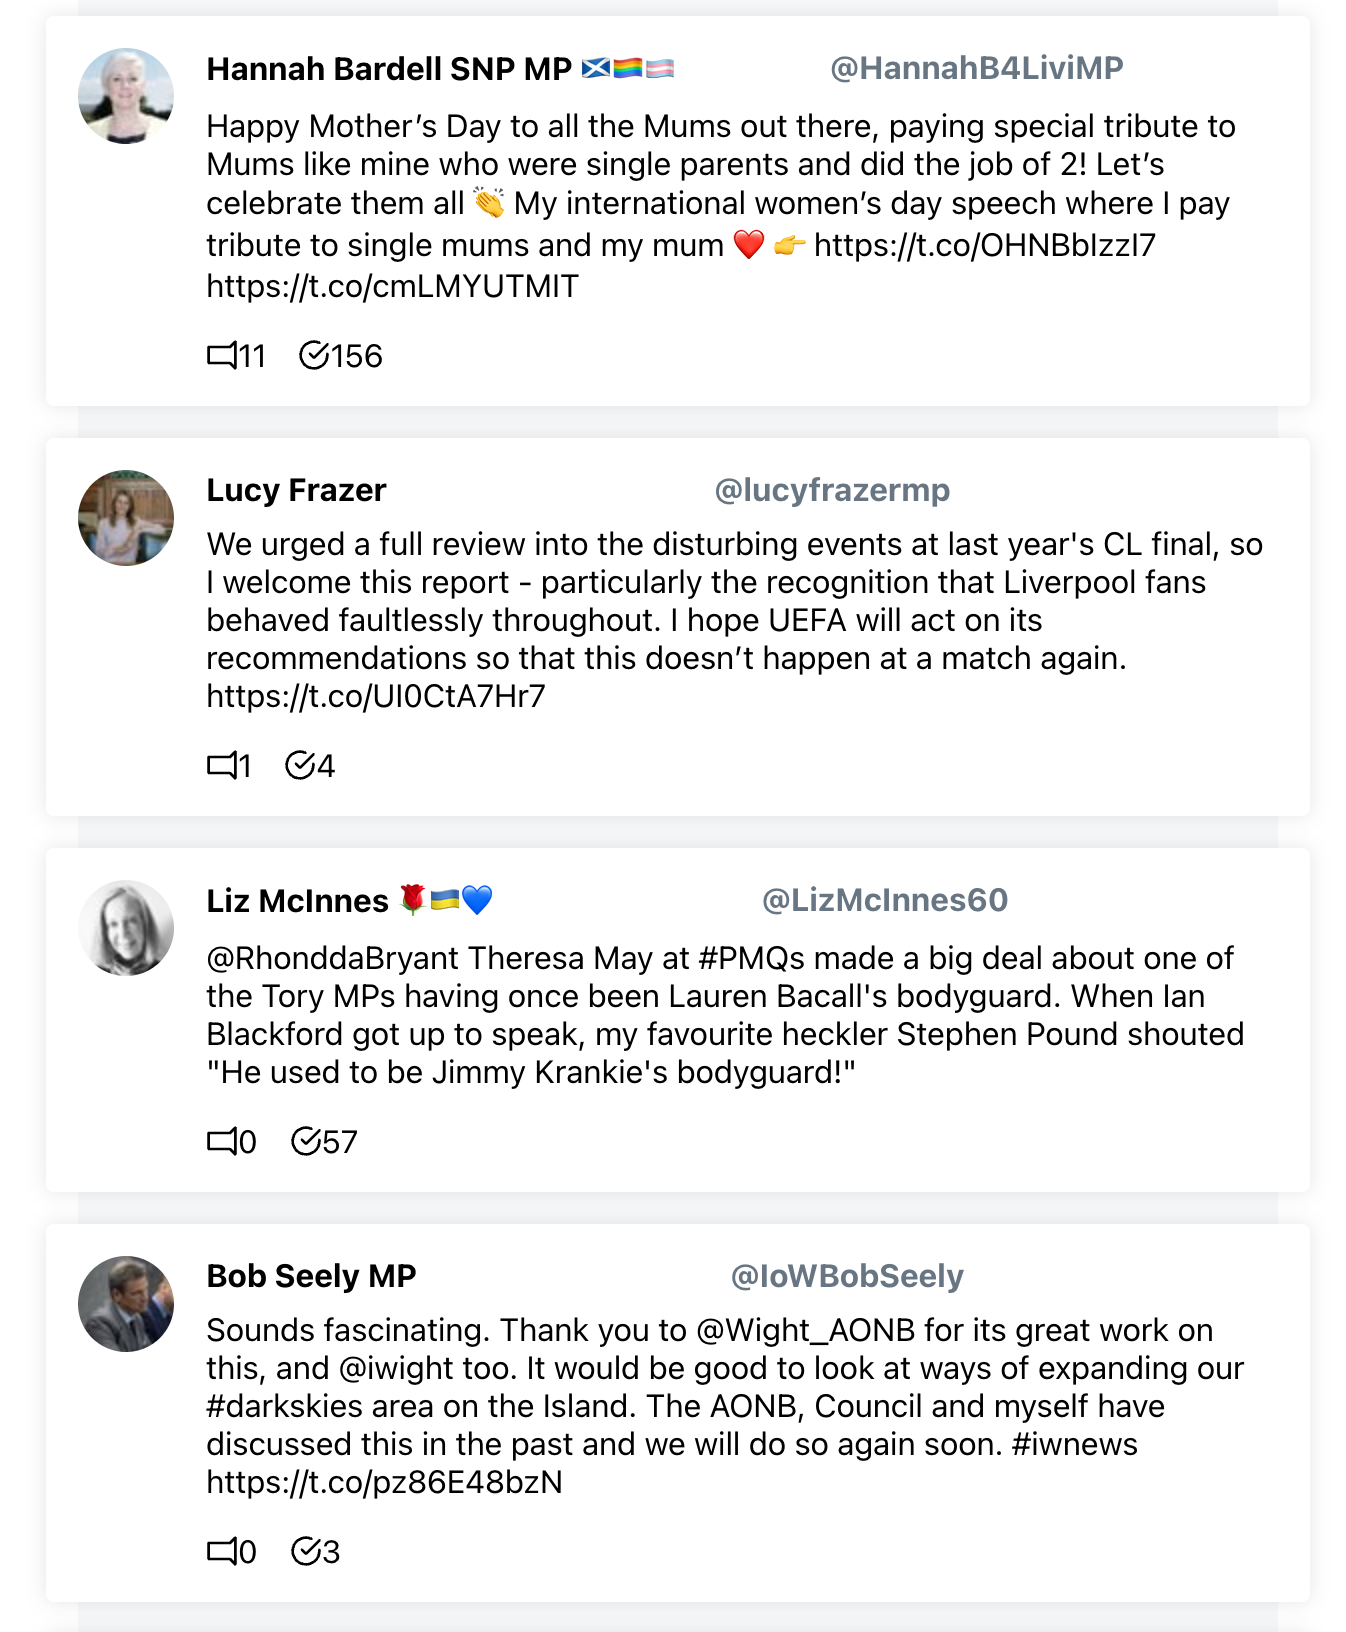 Hannah Bardell SNP MP 🏴󠁧󠁢󠁳󠁣󠁴󠁿🏳️‍🌈🏳️‍⚧️ @HannahB4LiviMP
Happy Mother’s Day to all the Mums out there, paying special tribute to
Mums like mine who were single parents and did the job of 2! Let’s
celebrate them all 👏 My international women’s day speech where I pay
tribute to single mums and my mum ❤️ 👉 https://t.co/OHNBbIzzI7
https://t.co/cmLMYUTMIT
11 156
Lucy Frazer @lucyfrazermp
We urged a full review into the disturbing events at last year's CL final, so
I welcome this report - particularly the recognition that Liverpool fans
behaved faultlessly throughout. I hope UEFA will act on its
recommendations so that this doesn’t happen at a match again.
https://t.co/UI0CtA7Hr7
1 4
Liz McInnes 🌹🇺🇦💙 @LizMcInnes60
@RhonddaBryant Theresa May at #PMQs made a big deal about one of
the Tory MPs having once been Lauren Bacall's bodyguard. When Ian
Blackford got up to speak, my favourite heckler Stephen Pound shouted
"He used to be Jimmy Krankie's bodyguard!"
0 57
Bob Seely MP @IoWBobSeely
Sounds fascinating. Thank you to @Wight_AONB for its great work on
this, and @iwight too. It would be good to look at ways of expanding our
#darkskies area on the Island. The AONB, Council and myself have
discussed this in the past and we will do so again soon. #iwnews
https://t.co/pz86E48bzN
0 3